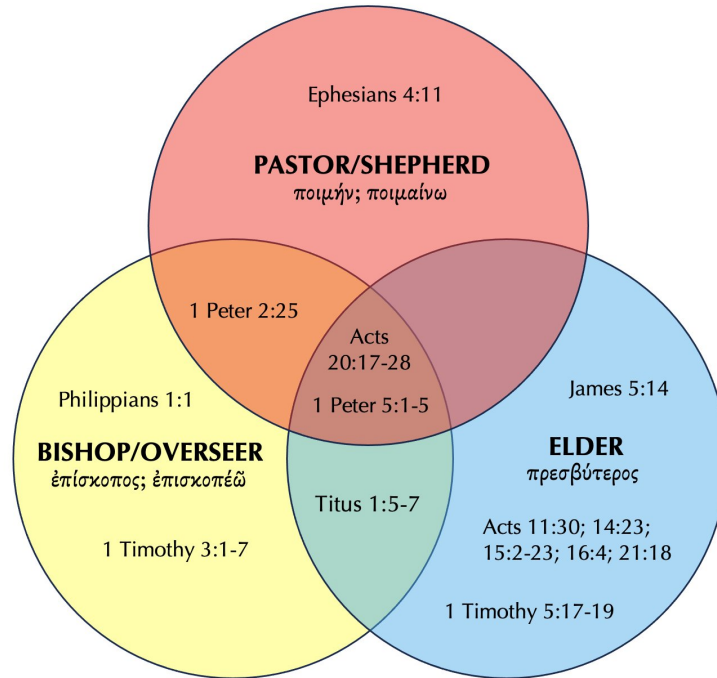 Ephesians 4:11
PASTOR/SHEPHERD
ποιμήν; ποιμαίνω
1 Peter 2:25
Acts
20:17-28
1 Peter 5:1-5
Philippians 1:1
BISHOP/OVERSEER
ἐπίσκοπος; ἐπισκοπέω̃
1 Timothy 3:1-7
Titus 1:5-7
James 5:14
ELDER
πρεσβύτερος
Acts 11:30; 14:23;
15:2-23; 16:4; 21:18
1 Timothy 5:17-19